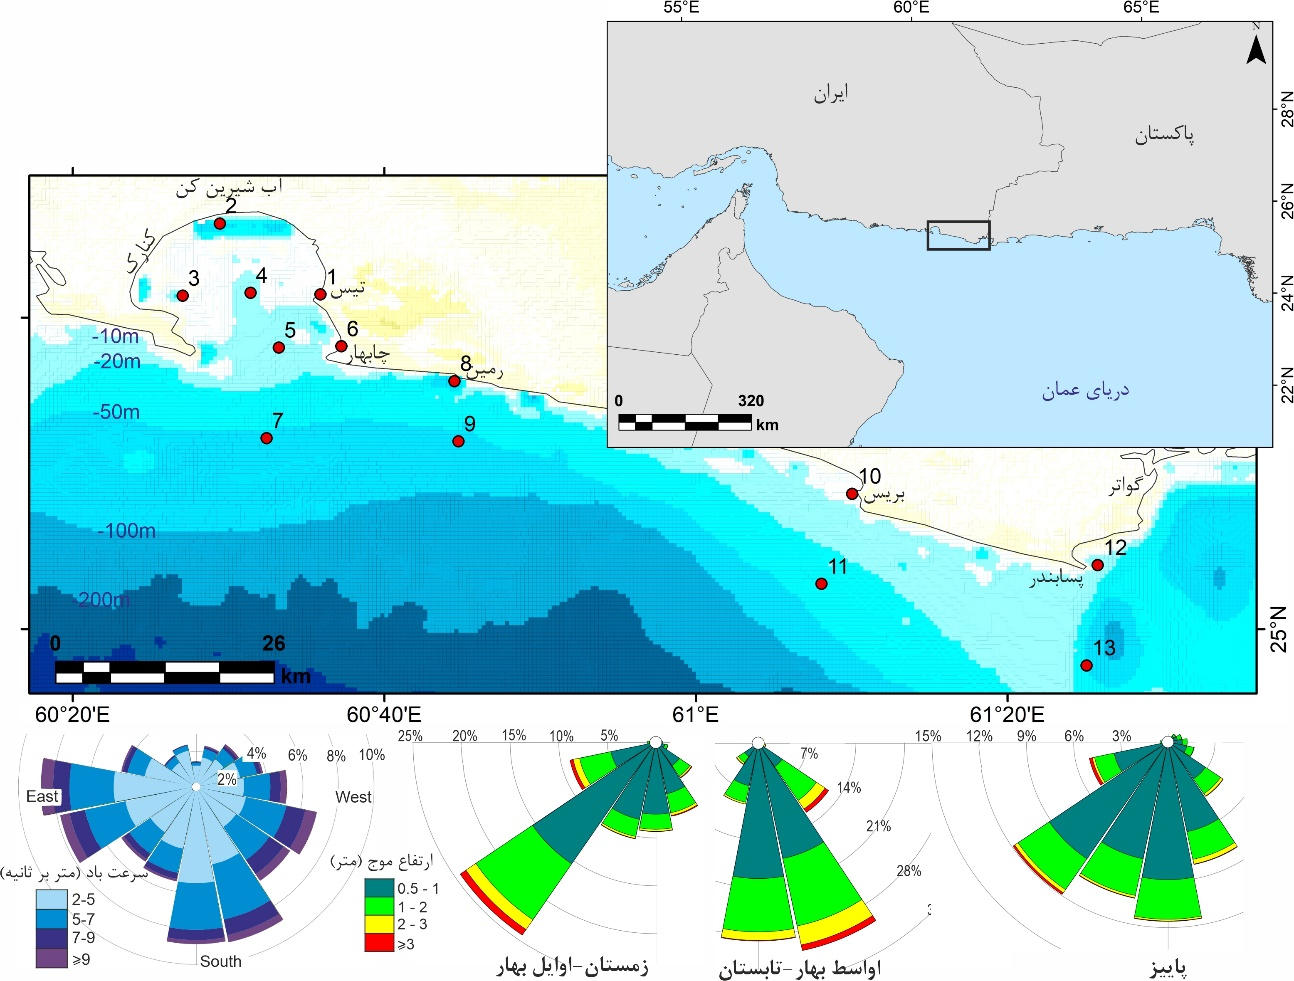 55°E 60°E 65°E
N
ایران
پاکستان
28°N
26°N
24°N
22°N
دریای عمان
0 320
km
اب شیرین کن
2
کنارک
3
4
1
تیس
5
6
چابهار
-10m
-20m
8
رمین
-50m
7
9
10
بریس
گواتر
-100m
11
12
پسابندر
-200m
13
0 26
km
25°N
60°20'E 60°40'E 61°E 61°20'E
2% 4% 6% 8% 10%
East
West
South
سرعت باد (متر بر ثانیه)
2-5
5-7
7-9
≥9
25% 20% 15% 10% 5%
ارتفاع موج (متر)
0.5 - 1
1 - 2
2 - 3
≥3
زمستان-اوایل بهار
7%
14%
21%
28%
3
اواسط بهار-تابستان
15% 12% 9% 6% 3%
پاییز